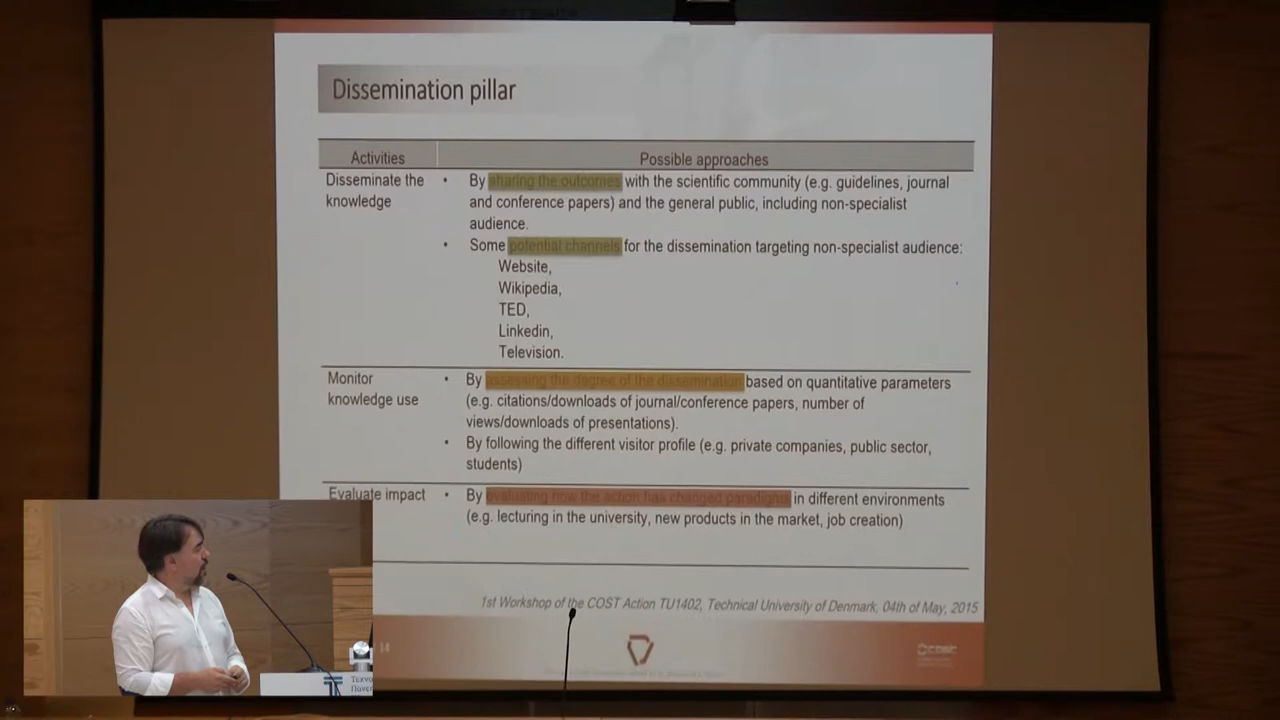 Dissemination pillar
Activities Possible approaches
Disseminate the knowledge
• By sharing the outcomes with the scientific community (e.g. guidelines, journal
and conference papers) and the general public, including non-specialist
audience.
• Some potential channels for the dissemination targeting non-specialist audience:
Website,
Wikipedia,
TED,
Linkedin,
Television.
Monitor knowledge use
• By assessing the degree of the dissemination based on quantitative parameters
(e.g. citations/downloads of journal/conference papers, number of
views/downloads of presentations).
• By following the different visitor profile (e.g. private companies, public sector,
students)
Evaluate impact
• By evaluating how the action has changed paradigms in different environments
(e.g. lecturing in the university, new products in the market, job creation)
1st Workshop of the COST Action TU1402, Technical University of Denmark, 04th of May, 2015
14
cost